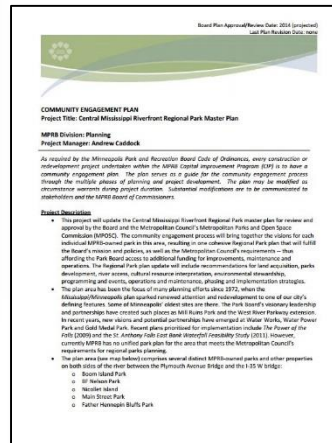 Board Plan Approval/Review Date: 2014 (projected)
Last Plan Revision Date: none
COMMUNITY ENGAGEMENT PLAN
Project Title: Central Mississippi Riverfront Regional Park Master Plan
MPRB Division: Planning
Project Manager: Andrew Caddock
As required by the Minneapolis Park and Recreation Board Code of Ordinances, every construction or
redevelopment project undertaken within the MPRB Capital Improvement Program (CIP) is to have a
community engagement plan. The plan serves as a guide for the community engagement process
through the multiple phases of planning and project development. The plan may be modified as
circumstance warrants during project duration. Substantial modifications are to be communicated to
stakeholders and the MPRB Board of Commissioners.
Project Description
• This project will update the Central Mississippi Riverfront Regional Park master plan for review and
approval by the Board and the Metropolitan Council's Metropolitan Parks and Open Space
Commission (MPOSC). The community engagement process will bring together the visions for each
individual MPRB-owned park in this area, resulting in one cohesive Regional Park plan that will fulfill
the Board's mission and policies, as well as the Metropolitan Council's requirements – thus
affording the Park Board access to additional funding for improvements, maintenance and
operations. The Regional Park plan update will include recommendations for land acquisition, parks
development, river access, cultural resource interpretation, environmental stewardship,
programming and events, operations and maintenance, phasing and implementation strategies.
• The plan area has been the focus of many planning efforts since 1972, when the
Mississippi/Minneapolis plan sparked renewed attention and redevelopment to one of our city's
defining features. Some of Minneapolis' oldest sites are there. The Park Board's visionary leadership
and partnerships have created such places as Mill Ruins Park and the West River Parkway extension.
In recent years, new visions and potential partnerships have emerged at Water Works, Water Power
Park and Gold Medal Park. Recent plans prioritized for implementation include The Power of the
Falls (2009) and the St. Anthony Falls East Bank Waterfall Feasibility Study (2011). However,
currently MPRB has no unified park plan for the area that meets the Metropolitan Council's
requirements for regional parks planning.
• The plan area (see map below) comprises several distinct MPRB-owned parks and other properties
on both sides of the river between the Plymouth Avenue Bridge and the I-35 W bridge:
o Boom Island Park
o BF Nelson Park
o Nicollet Island
o Main Street Park
o Father Hennepin Bluffs Park